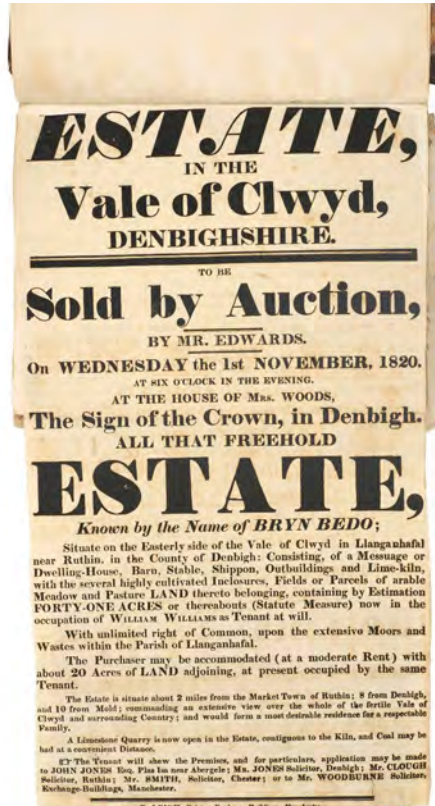 ESTATE,
IN THE
Vale of Clwyd,
DENBIGHSHIRE.
TO BE
Sold by Auction,
BY MR. EDWARDS.
On WEDNESDAY the 1st NOVEMBER, 1820.
AT SIX O'CLOCK IN THE EVENING.
AT THE HOUSE OF MRS. WOODS,
The Sign of the Crown, in Denbigh.
ALL THAT FREEHOLD
ESTATE,
Known by the Name of BRYN BEDO;
Situate on the Easterly side of the Vale of Clwyd in Llanganhafal
near Ruthin, in the County of Denbigh: Consisting, of a Messuage or
Dwelling-House, Barn, Stable, Shippon, Outbuildings and Lime-kiln,
with the several highly cultivated Inclosures, Fields or Parcels of arable
Meadow and Pasture LAND thereto belonging, containing by Estimation
FORTY-ONE ACRES or thereabouts (Statute Measure) now in the
occupation of WILLIAM WILLIAMS as Tenant at will.
With unlimited right of Common, upon the extensive Moors and
Wastes within the Parish of Llanganhafal.
The Purchaser may be accommodated (at a moderate Rent) with
about 20 Acres of LAND adjoining, at present occupied by the same
Tenant.
The Estate is situate about 2 miles from the Market Town of Ruthin; 8 from Denbigh,
and 10 from Mold; commanding an extensive view over the whole of the fertile Vale of
Clwyd and surrounding Country; and would form a most desirable residence for a respectable
Family.
A Limestone Quarry is now open in the Estate, contiguous to the Kiln, and Coal may be
had at a convenient Distance.
☞ The Tenant will shew the Premises, and for particulars, application may be made
to JOHN JONES Esq. Plas Isa near Abergele; MR. JONES Solicitor, Denbigh; Mr. CLOUGH
Solicitor, Ruthin; Mr. SMITH, Solicitor, Chester; or to Mr. WOODBURNE Solicitor,
Exchange-Buildings, Manchester.